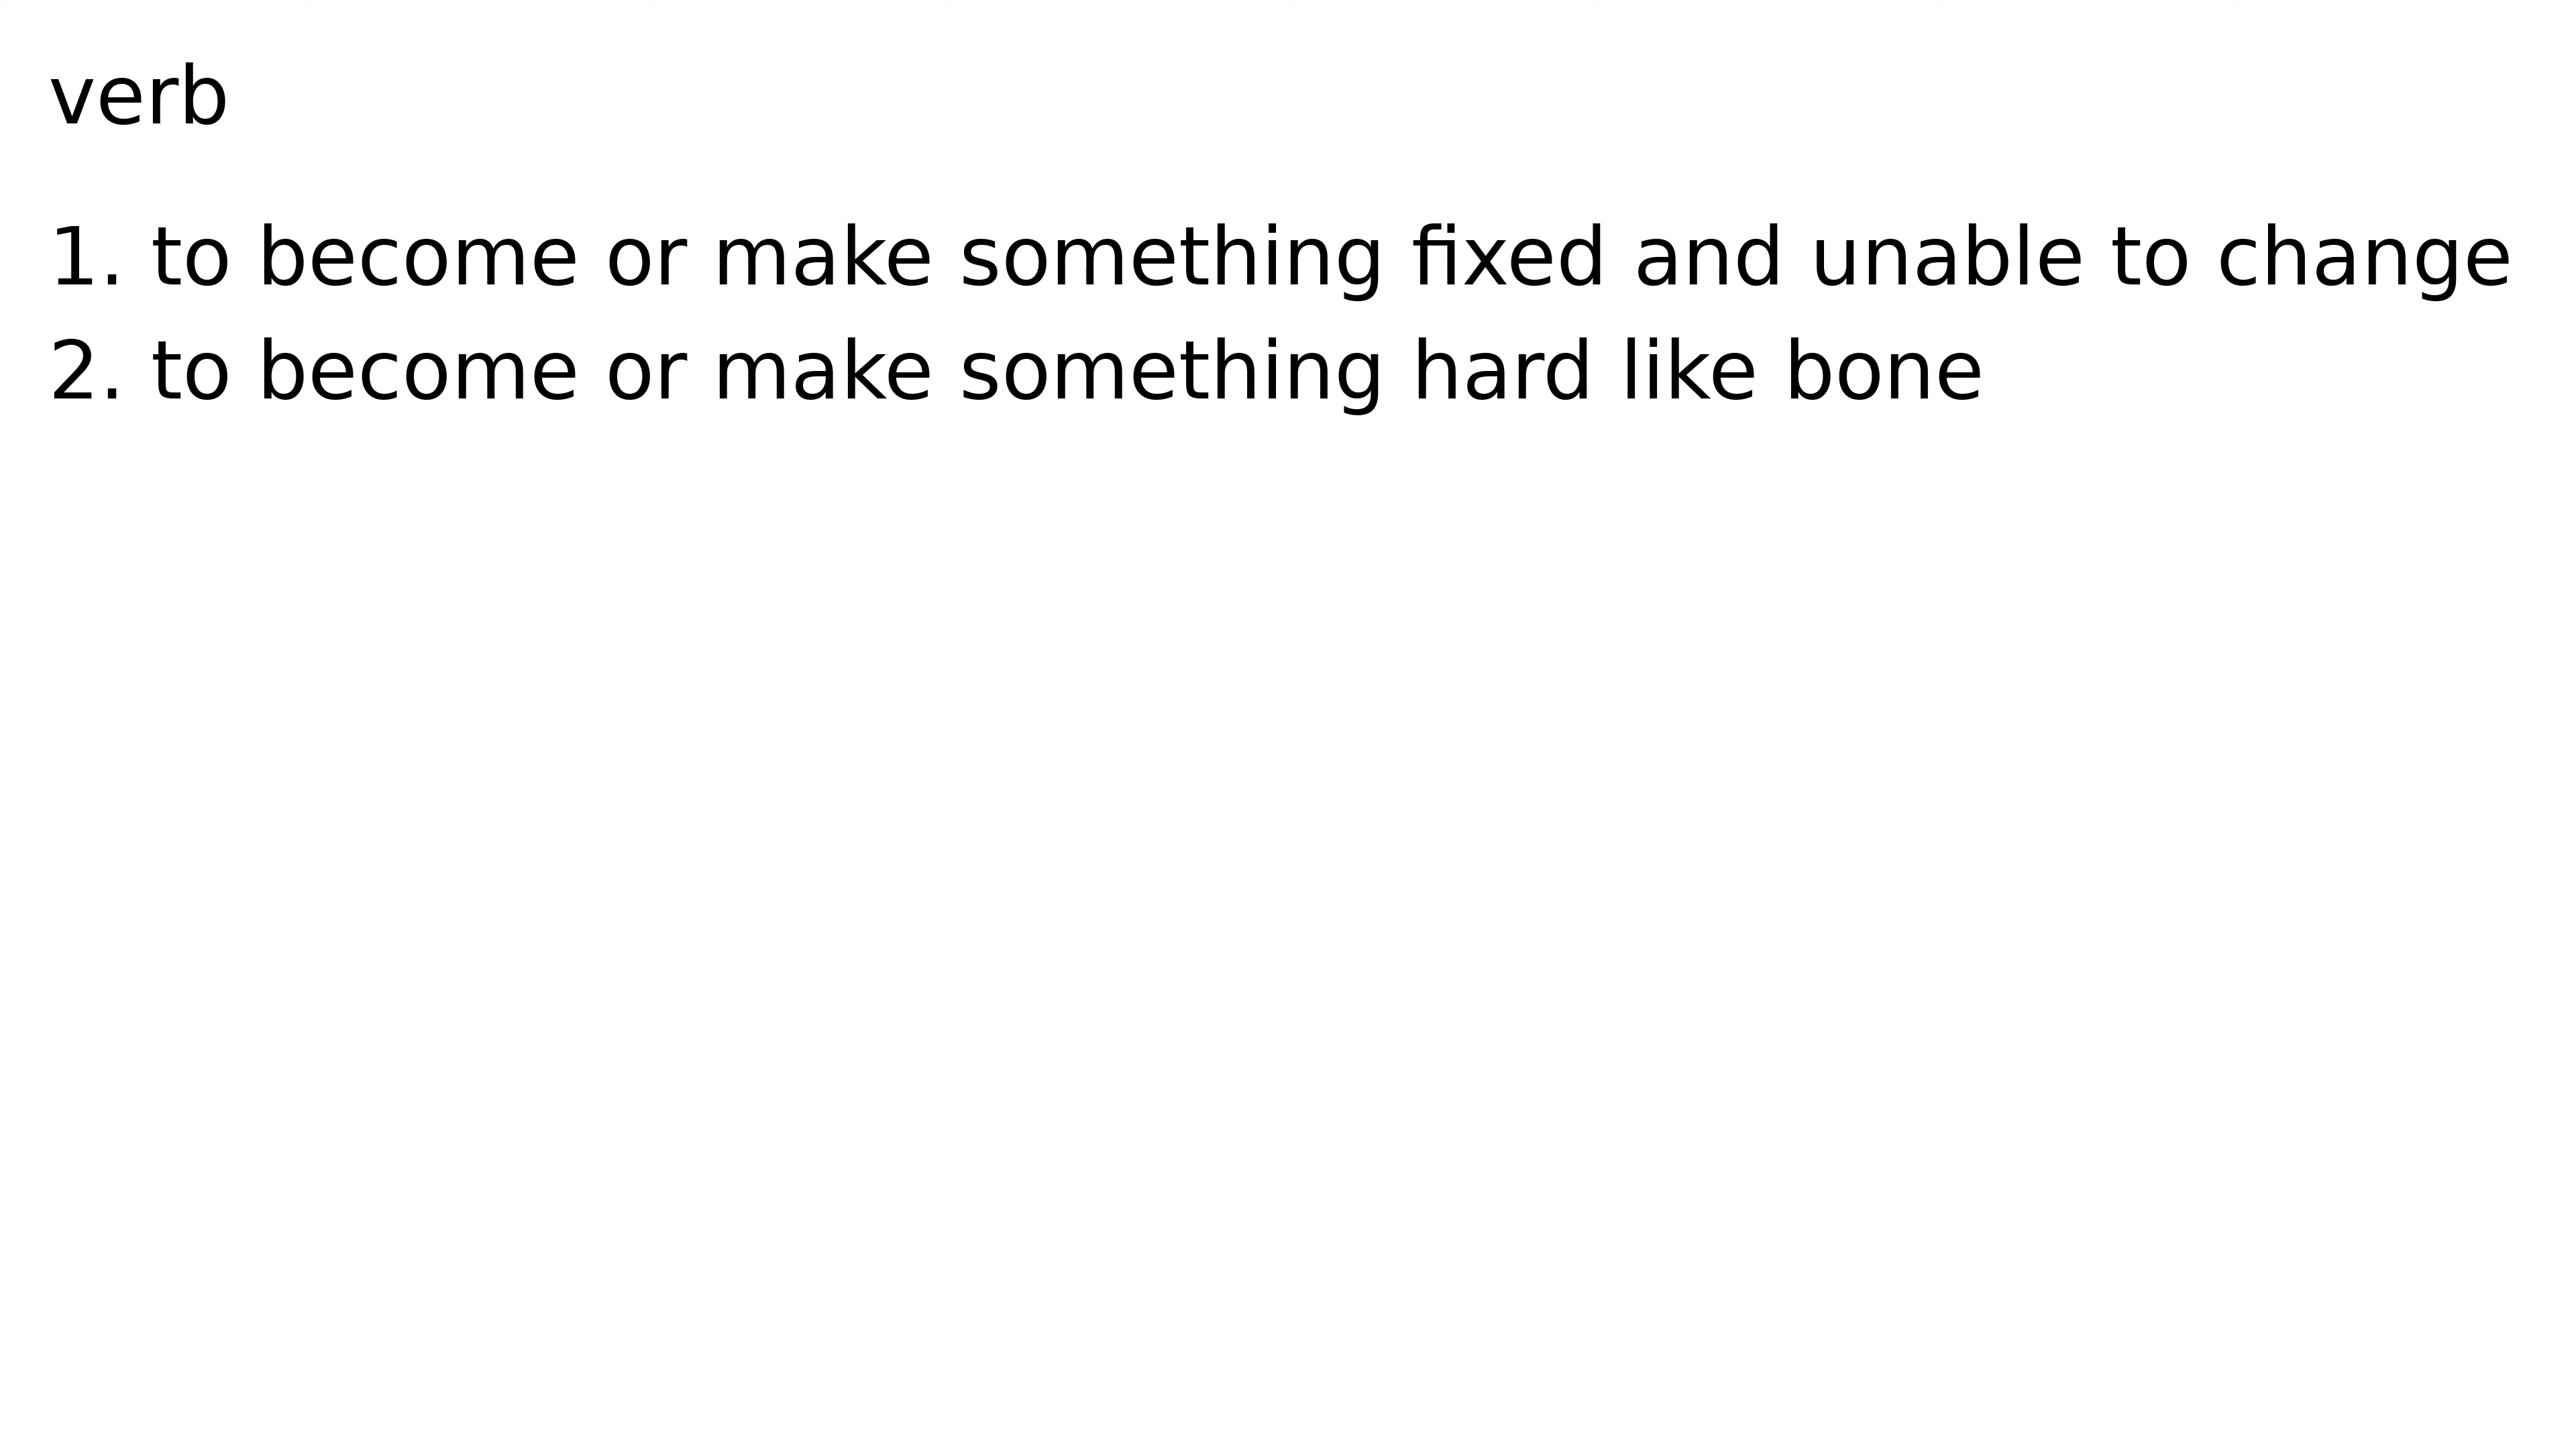 verb
1. to become or make something fixed and unable to change
2. to become or make something hard like bone